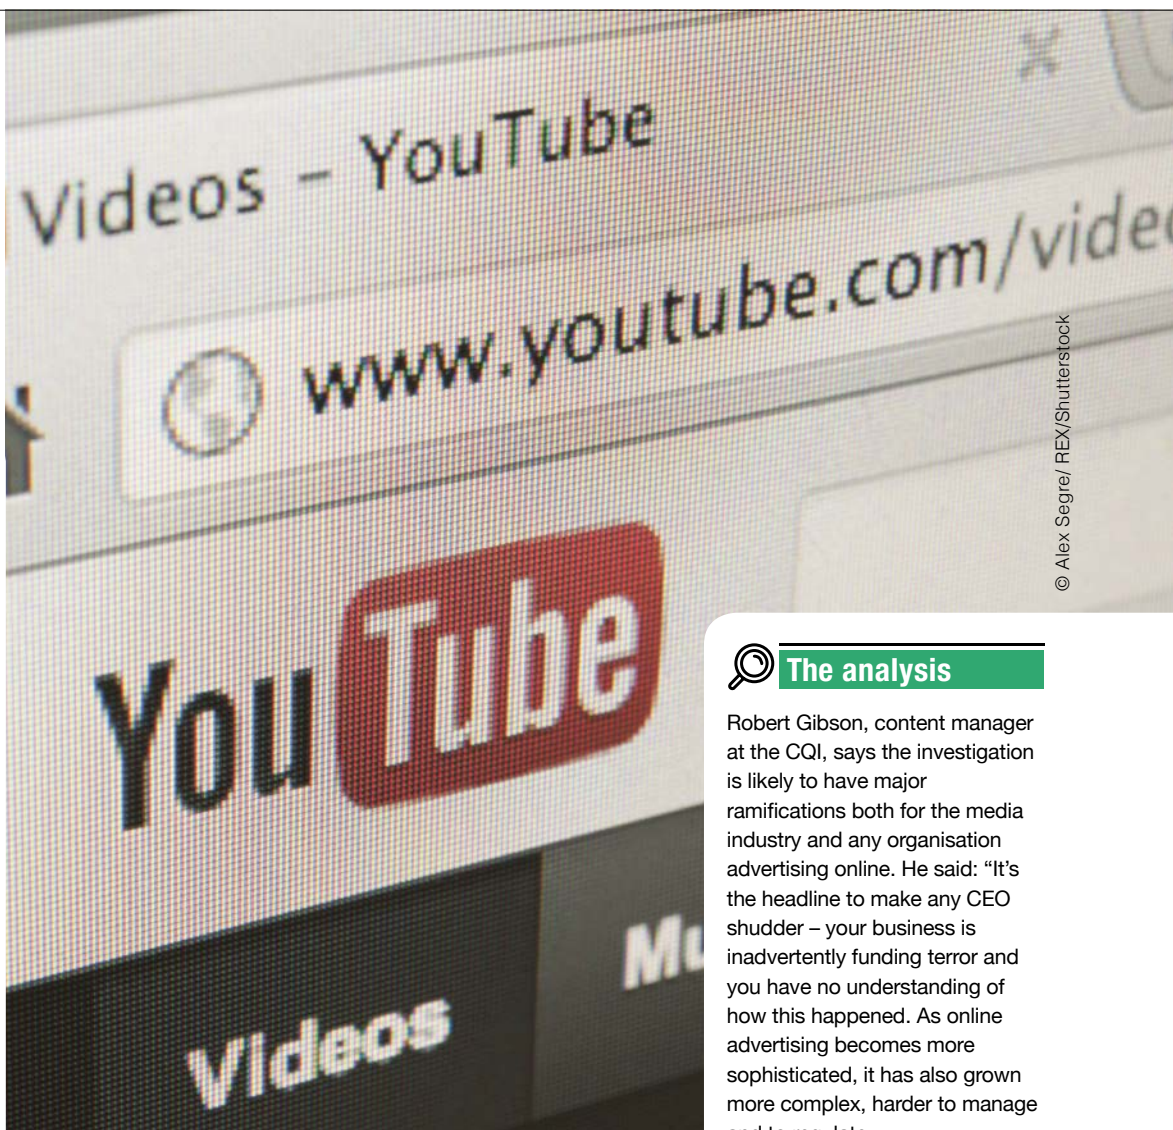 Videos – YouTube
www.youtube.com/vide
YouTube
Videos
© Alex Segre/ REX/Shutterstock
The analysis
Robert Gibson, content manager
at the CQI, says the investigation
is likely to have major
ramifications both for the media
industry and any organisation
advertising online. He said: “It’s
the headline to make any CEO
shudder – your business is
inadvertently funding terror and
you have no understanding of
how this happened. As online
advertising becomes more
sophisticated, it has also grown
more complex, harder to manage